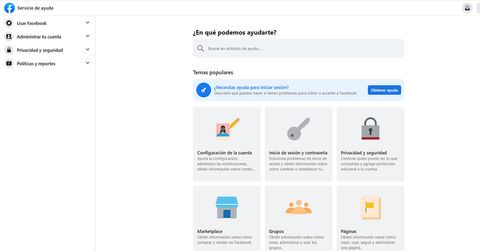 Servicio de ayuda
Usar Facebook
Administrar tu cuenta
Privacidad y seguridad
Políticas y reportes
¿En qué podemos ayudarte?
Buscar en artículos de ayuda...
Temas populares
¿Necesitas ayuda para iniciar sesión?
Descubre qué puedes hacer si tienes problemas para volver a acceder a Facebook.
Obtener ayuda
Configuración de la cuenta
Ajusta la configuración,
administra las notificaciones,
obtén información sobre cambi...
Inicio de sesión y contraseña
Soluciona problemas de inicio
de sesión y obtén información sobre
cómo cambiar o restablecer tu...
Privacidad y seguridad
Controla quién puede ver lo que
compartes y agrega protección
adicional a tu cuenta.
Marketplace
Obtén información sobre cómo
comprar y vender en Facebook.
Grupos
Obtén información sobre cómo
crear, administrar y usar los
grupos.
Páginas
Obtén información sobre cómo
crear, usar, seguir y administrar
una página.